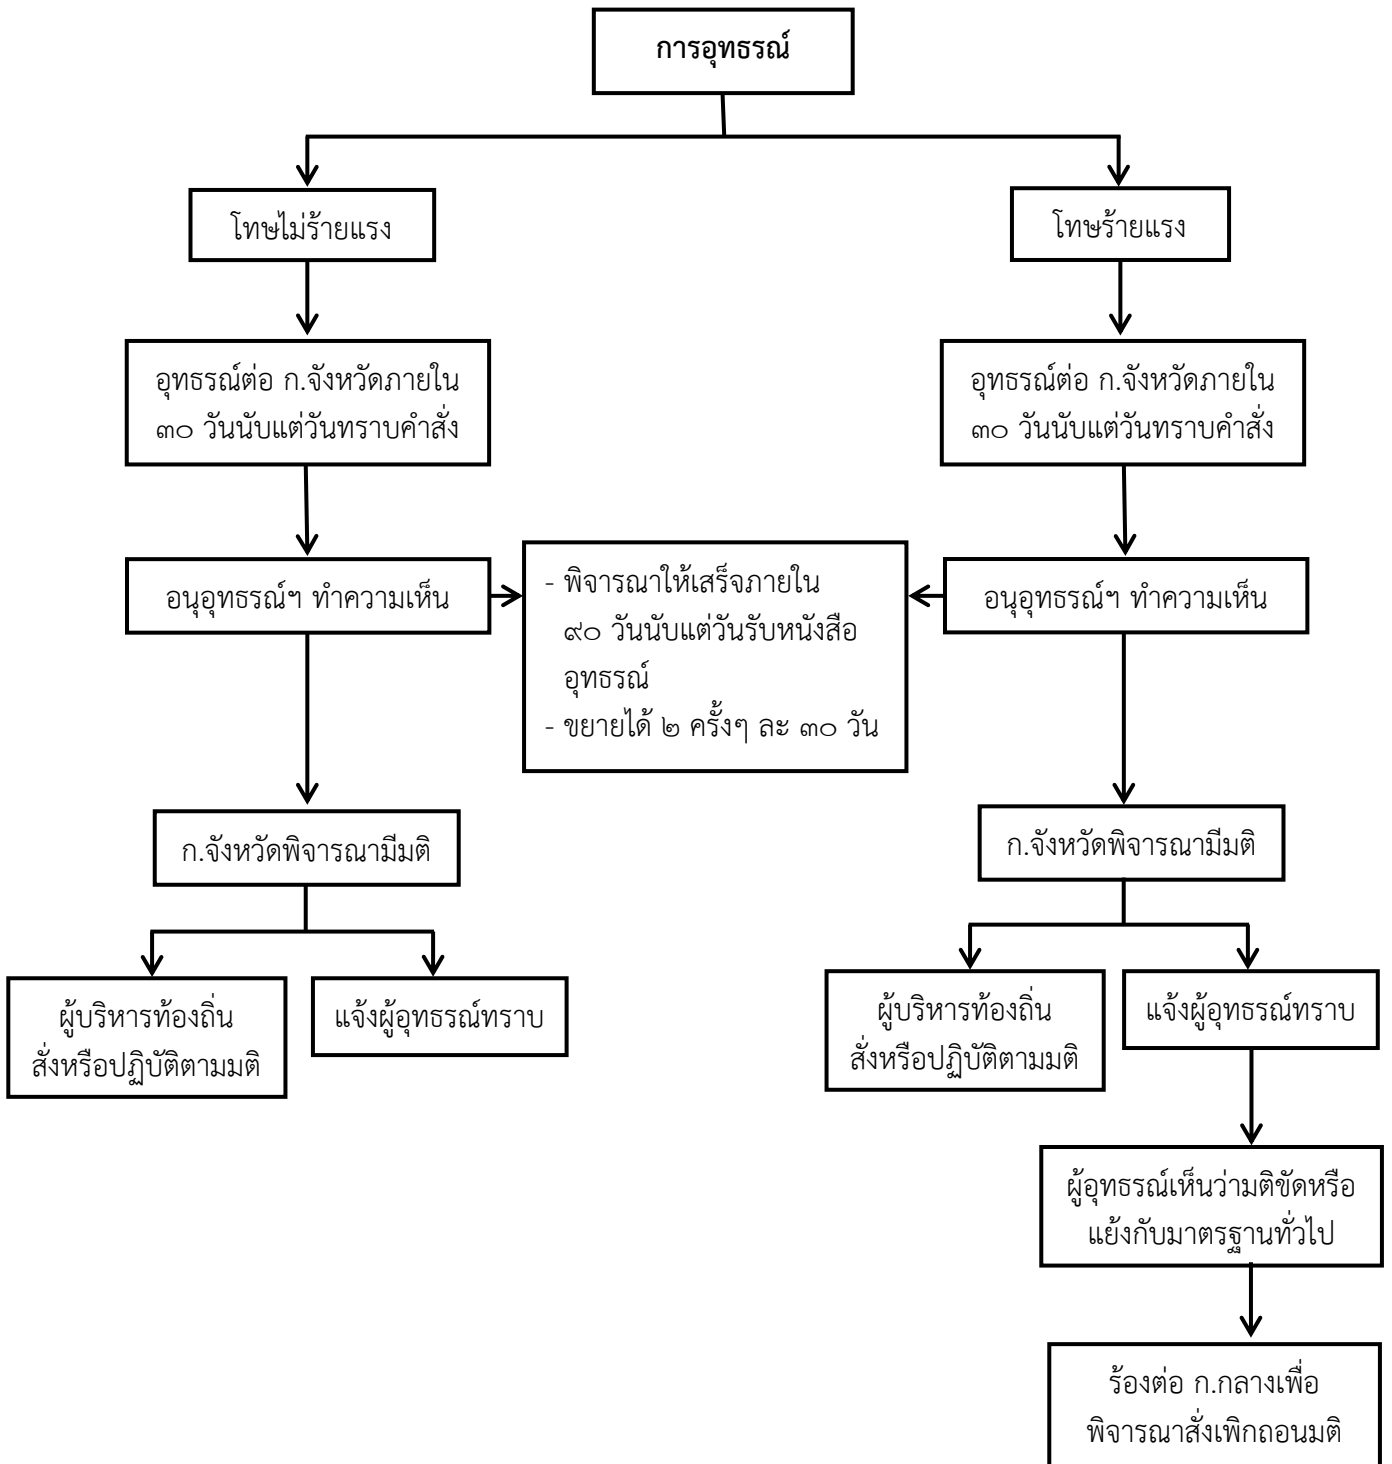 การอุทธรณ์
โทษไม่ร้ายแรง
โทษร้ายแรง
อุทธรณ์ต่อ ก.จังหวัดภายใน
๓๐ วันนับแต่วันทราบคำสั่ง
อุทธรณ์ต่อ ก.จังหวัดภายใน
๓๐ วันนับแต่วันทราบคำสั่ง
อนุอุทธรณ์ฯ ทำความเห็น
- พิจารณาให้เสร็จภายใน
๙๐ วันนับแต่วันรับหนังสือ
อุทธรณ์
- ขยายได้ ๒ ครั้งๆ ละ ๓๐ วัน
อนุอุทธรณ์ฯ ทำความเห็น
ก.จังหวัดพิจารณามีมติ
ก.จังหวัดพิจารณามีมติ
ผู้บริหารท้องถิ่น
สั่งหรือปฏิบัติตามมติ
แจ้งผู้อุทธรณ์ทราบ
ผู้บริหารท้องถิ่น
สั่งหรือปฏิบัติตามมติ
แจ้งผู้อุทธรณ์ทราบ
ผู้อุทธรณ์เห็นว่ามติขัดหรือ
แย้งกับมาตรฐานทั่วไป
ร้องต่อ ก.กลางเพื่อ
พิจารณาสั่งเพิกถอนมติ